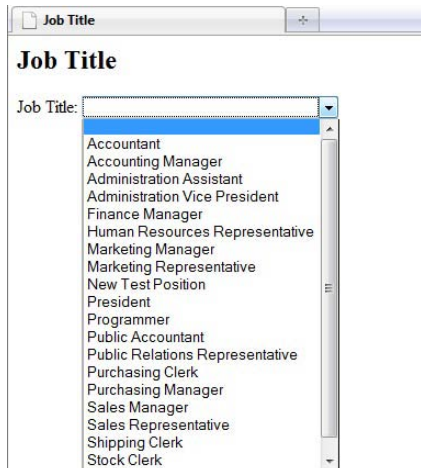 Job Title
Job Title
Job Title:
Accountant
Accounting Manager
Administration Assistant
Administration Vice President
Finance Manager
Human Resources Representative
Marketing Manager
Marketing Representative
New Test Position
President
Programmer
Public Accountant
Public Relations Representative
Purchasing Clerk
Purchasing Manager
Sales Manager
Sales Representative
Shipping Clerk
Stock Clerk